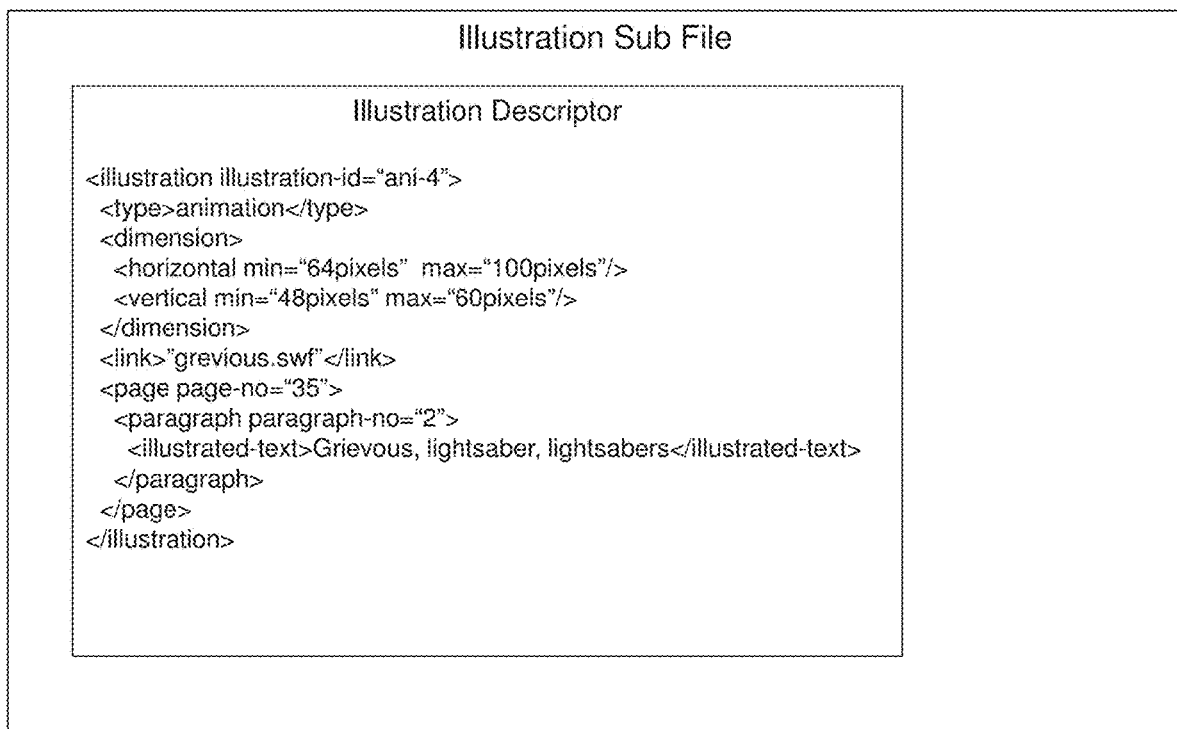 Illustration Sub File
Illustration Descriptor
<illustration illustration-id=“ani-4”>
<type>animation</type>
<dimension>
<horizontal min=“64pixels” max=“100pixels”/>
<vertical min=“48pixels” max=“60pixels”/>
</dimension>
<link>”grevious.swf”</link>
<page page-no=“35”>
<paragraph paragraph-no=“2”>
<illustrated-text>Grievous, lightsaber, lightsabers</illustrated-text>
</paragraph>
</page>
</illustration>